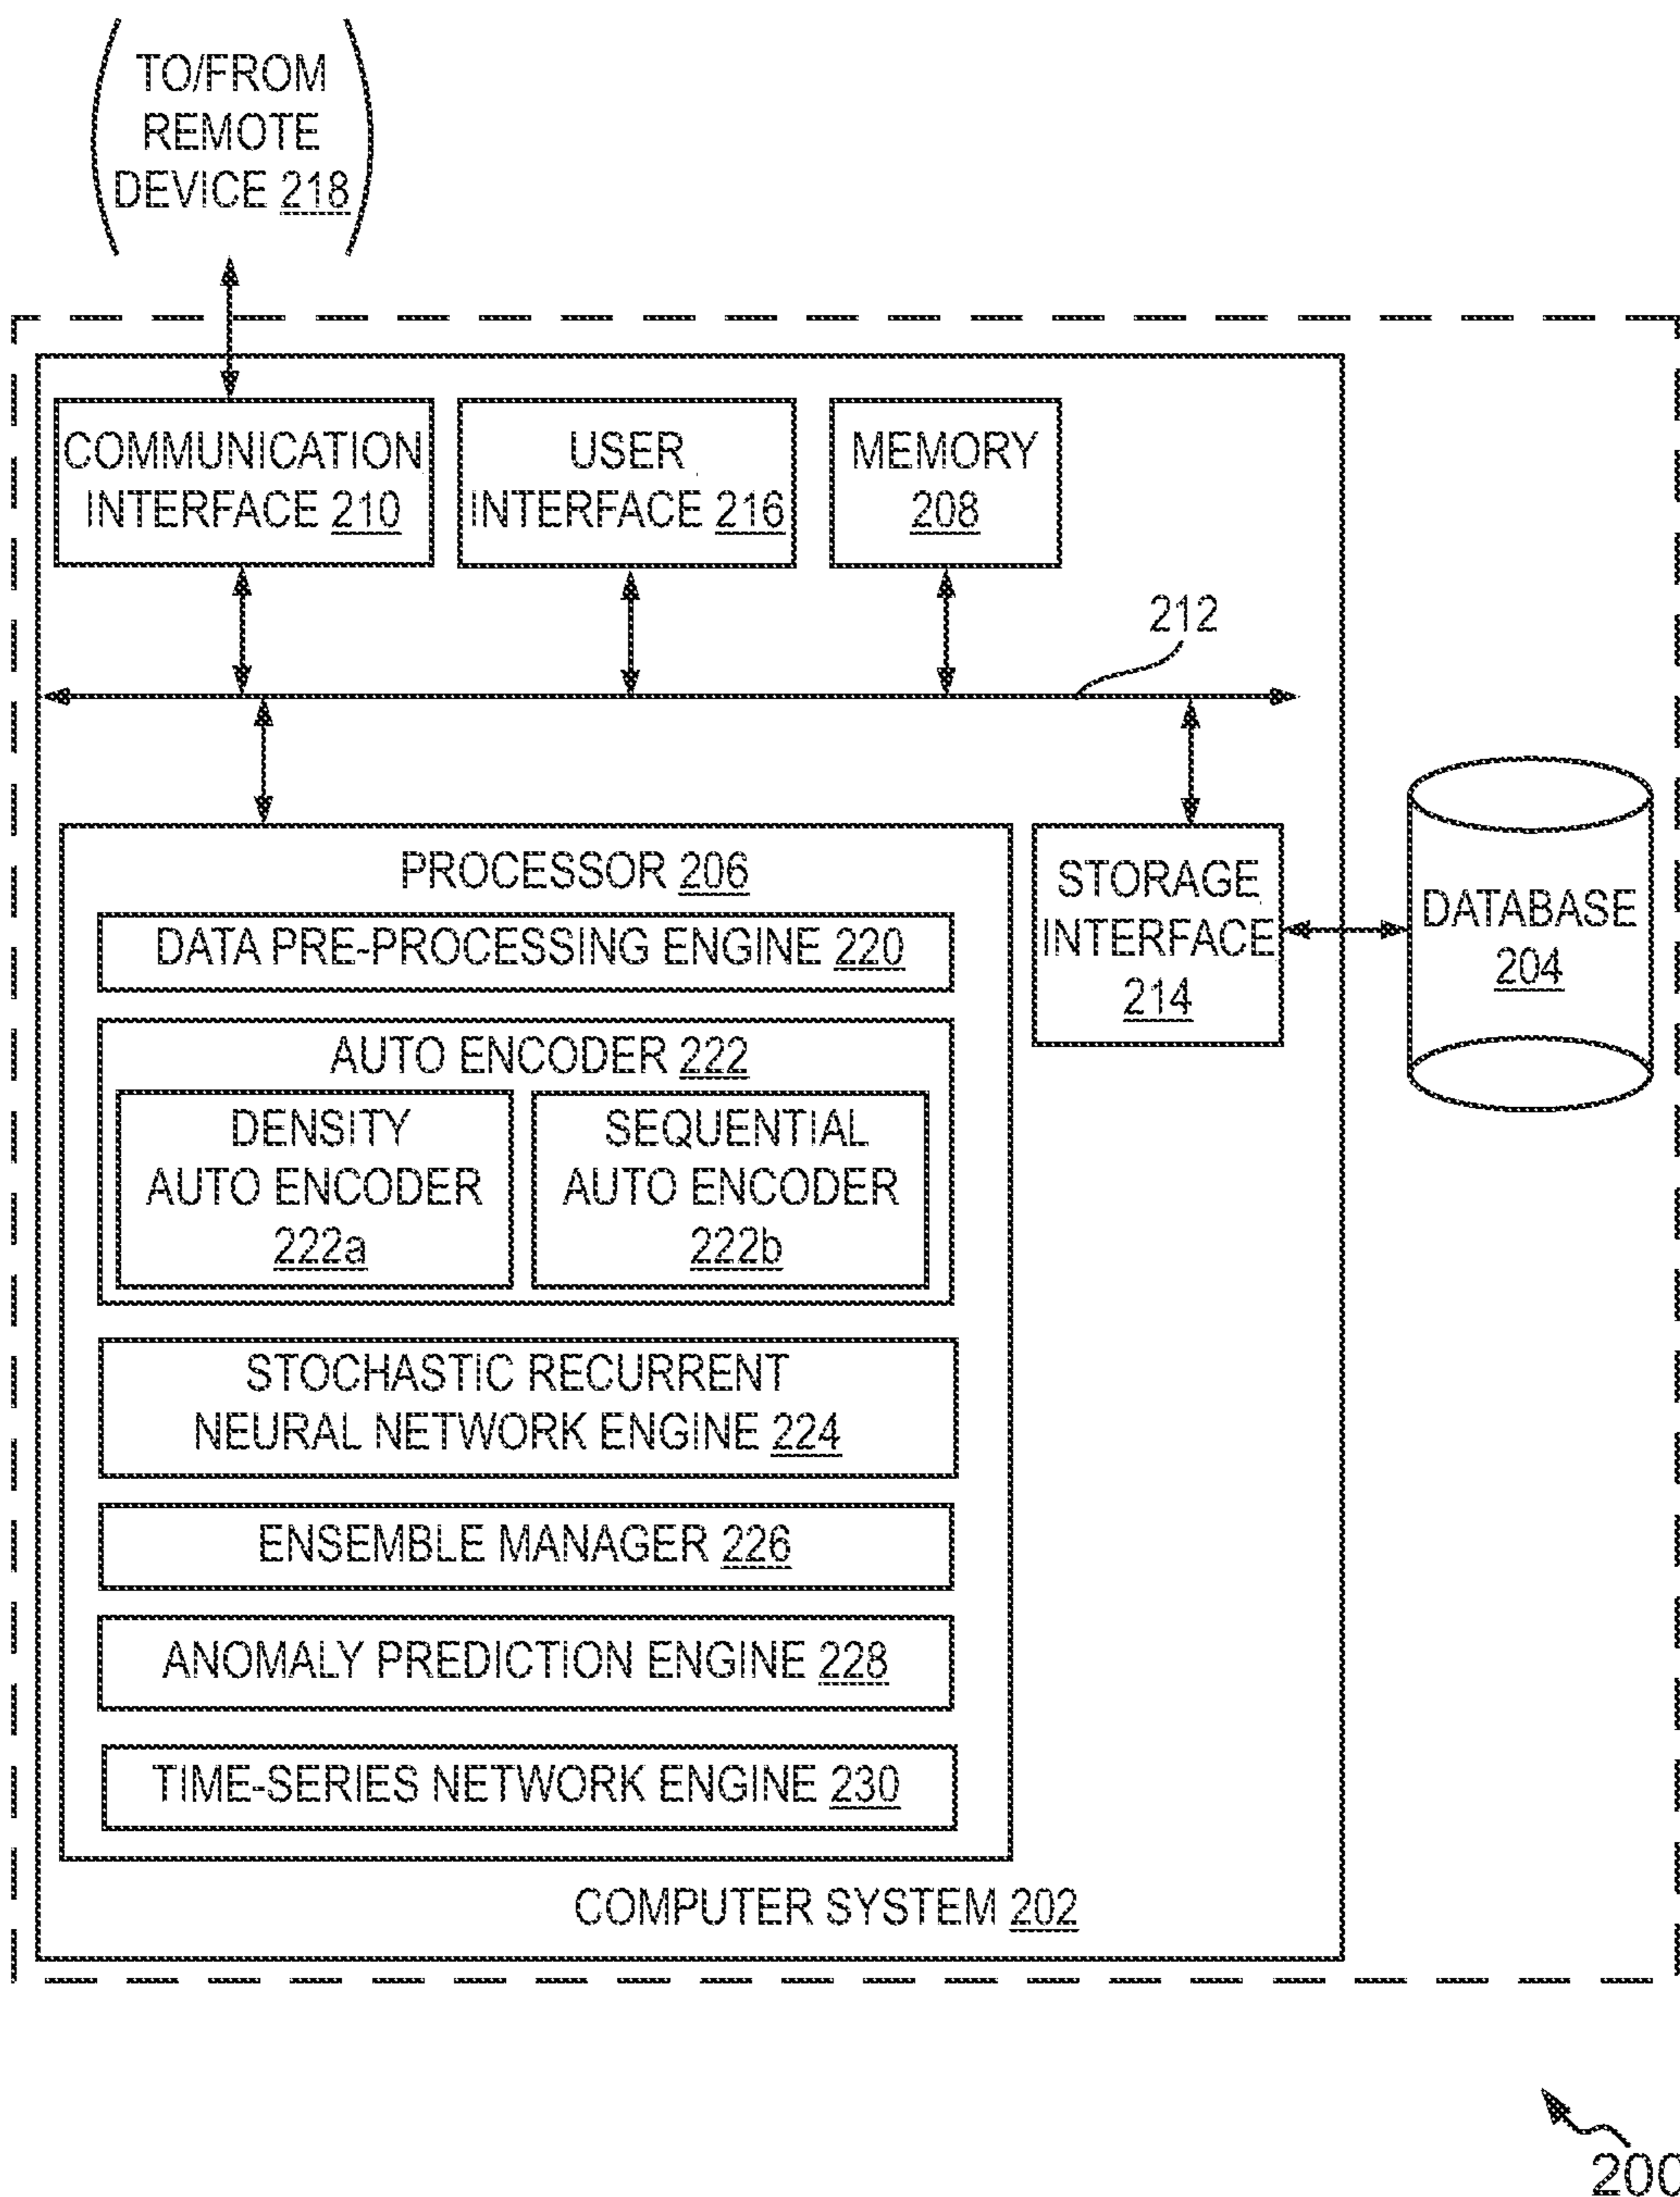 TO/FROM
REMOTE
DEVICE 218
COMMUNICATION
INTERFACE 210
USER
INTERFACE 216
MEMORY
208
212
PROCESSOR 206
DATA PRE-PROCESSING ENGINE 220
AUTO ENCODER 222
DENSITY
AUTO ENCODER
222a
SEQUENTIAL
AUTO ENCODER
222b
STOCHASTIC RECURRENT
NEURAL NETWORK ENGINE 224
ENSEMBLE MANAGER 226
ANOMALY PREDICTION ENGINE 228
TIME-SERIES NETWORK ENGINE 230
STORAGE
INTERFACE
214
DATABASE
204
COMPUTER SYSTEM 202
200